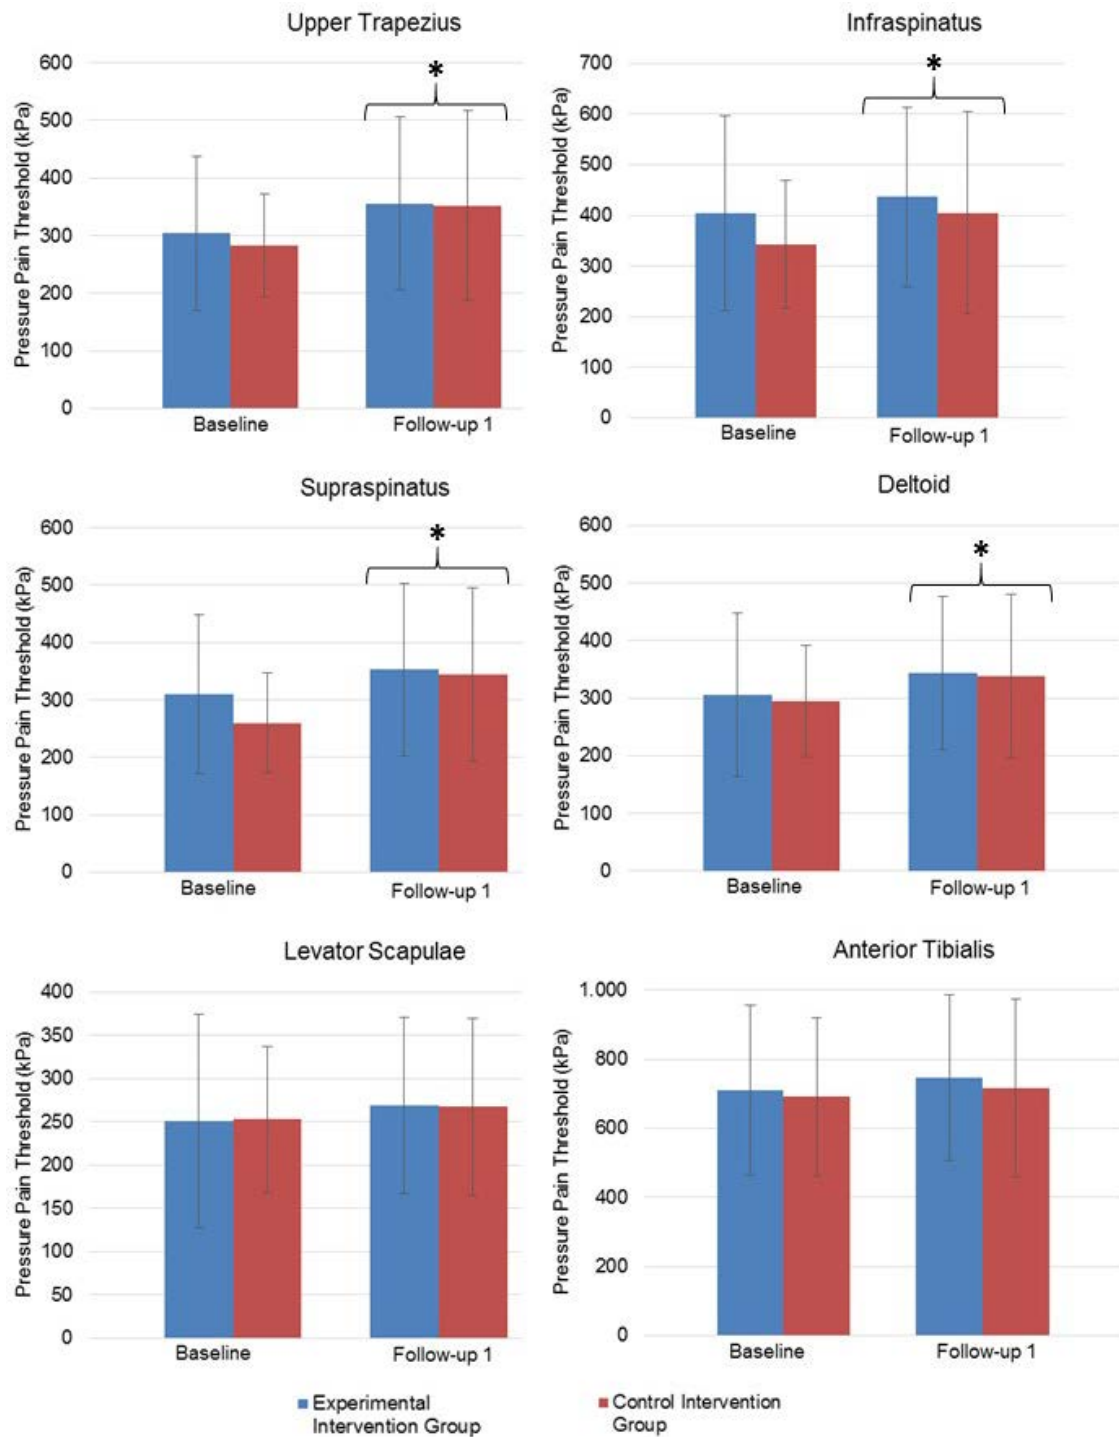 Upper Trapezius
Pressure Pain Threshold (kPa)
600
500
400
300
200
100
0
*
Baseline
Follow-up 1
Infraspinatus
Pressure Pain Threshold (kPa)
700
600
500
400
300
200
100
0
*
Baseline
Follow-up 1
Supraspinatus
Pressure Pain Threshold (kPa)
600
500
400
300
200
100
0
*
Baseline
Follow-up 1
Deltoid
Pressure Pain Threshold (kPa)
600
500
400
300
200
100
0
*
Baseline
Follow-up 1
Levator Scapulae
Pressure Pain Threshold (kPa)
400
350
300
250
200
150
100
50
0
Baseline
Follow-up 1
Anterior Tibialis
Pressure Pain Threshold (kPa)
1.000
800
600
400
200
0
Baseline
Follow-up 1
Experimental
Intervention Group
Control Intervention
Group